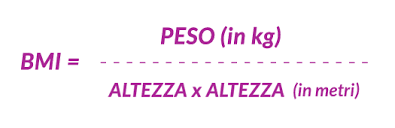 PESO (in kg)
BMI =
ALTEZZA x ALTEZZA (in metri)